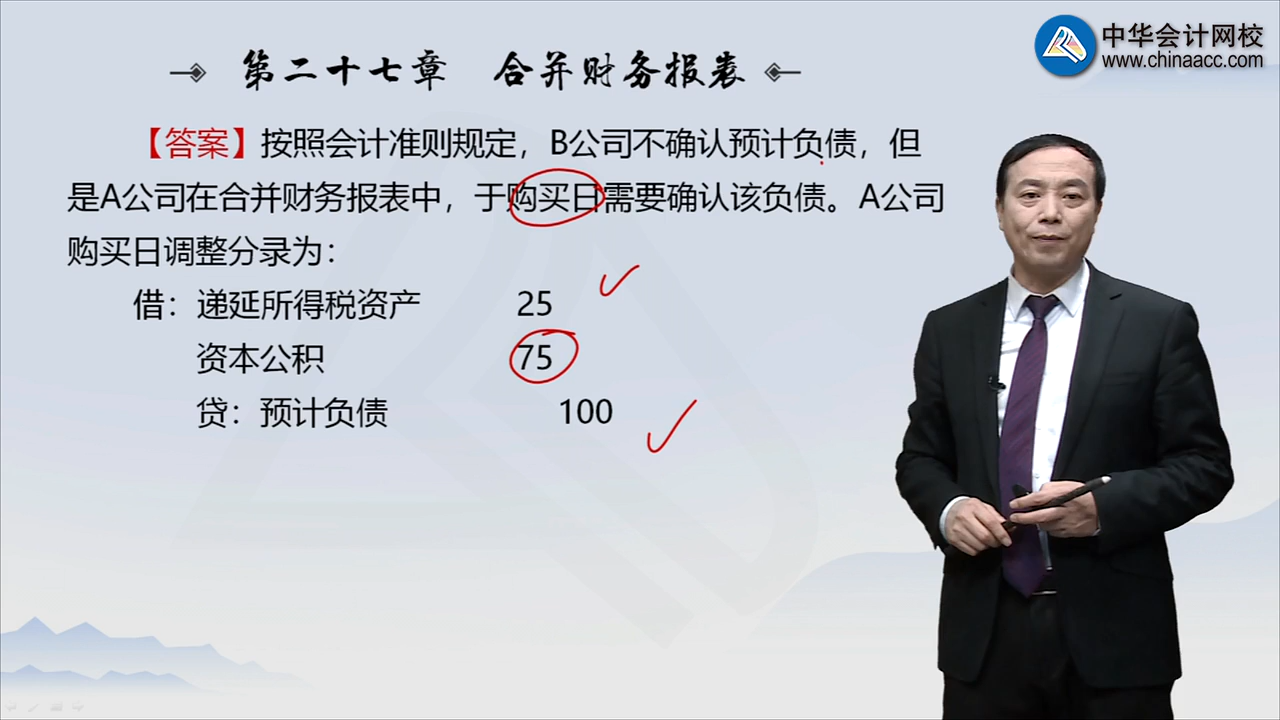 中华会计网校
www.chinaacc.com
第二十七章 合并财务报表
【答案】按照会计准则规定，B公司不确认预计负债，但
是A公司在合并财务报表中，于购买日需要确认该负债。A公司
购买日调整分录为：
借：递延所得税资产 25
资本公积 75
贷：预计负债 100